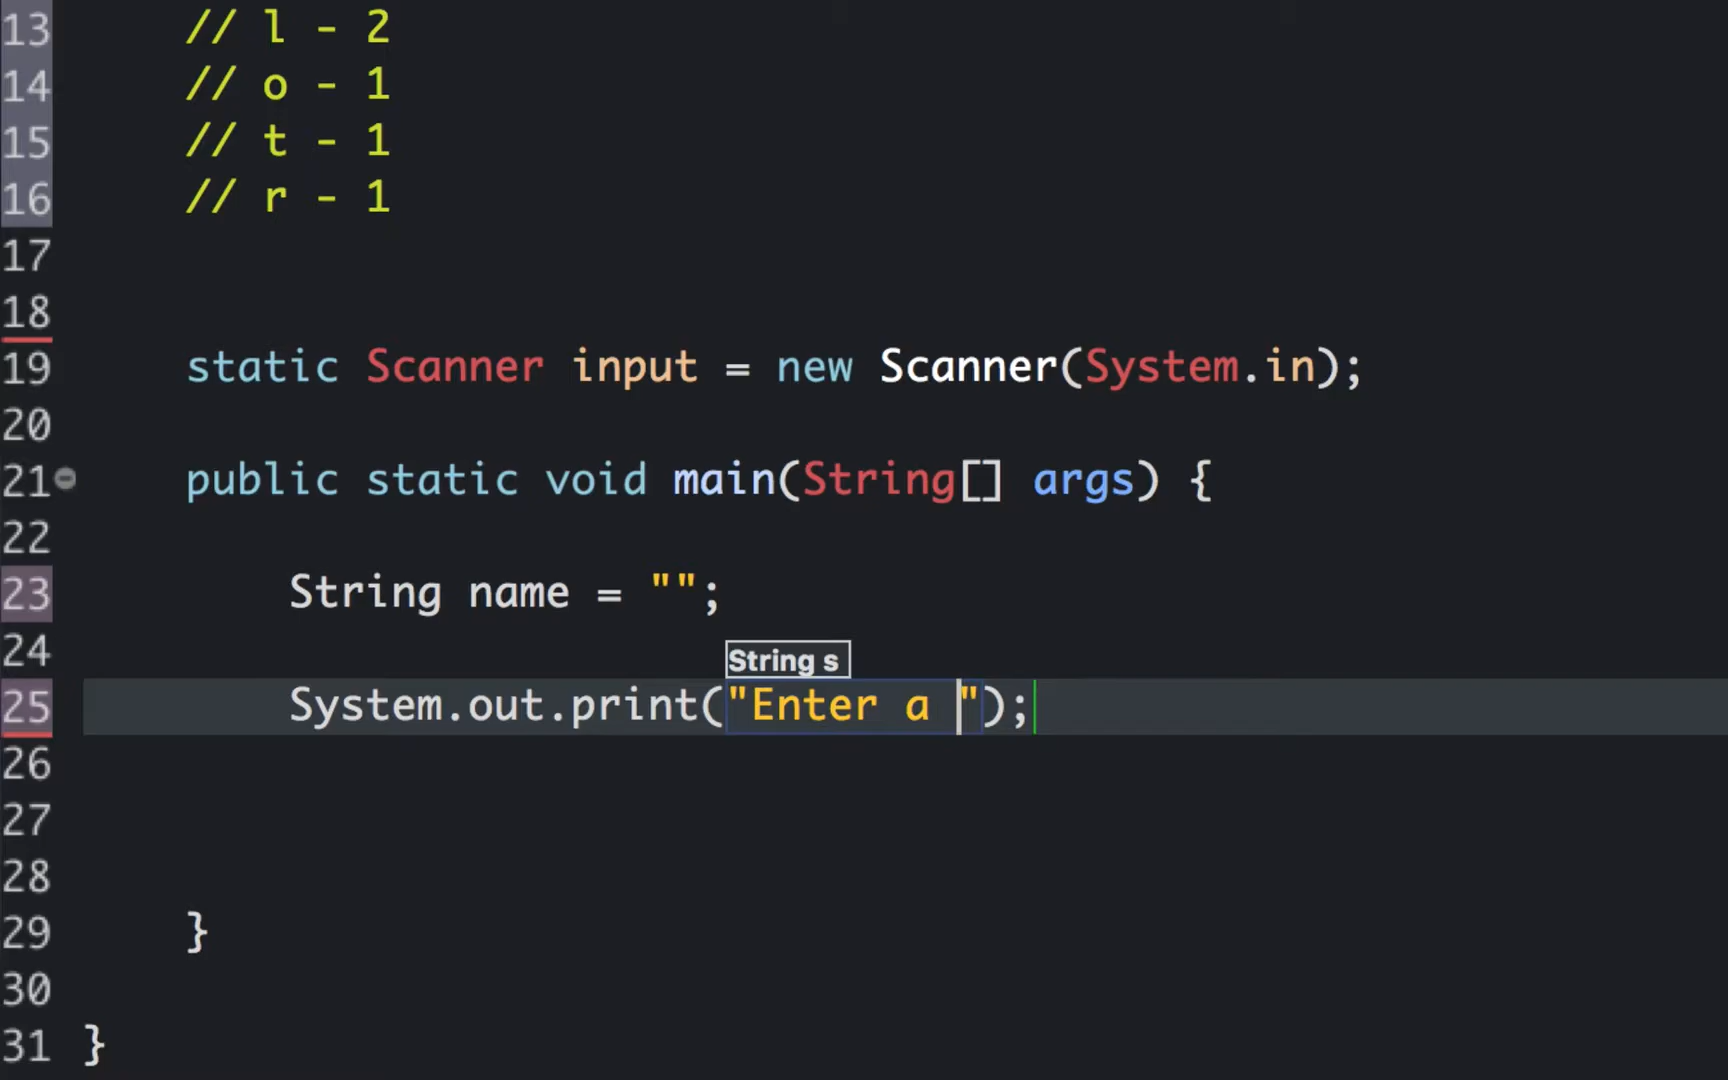 13 // l - 2
14 // o - 1
15 // t - 1
16 // r - 1
17
18
19 static Scanner input = new Scanner(System.in);
20
21 public static void main(String[] args) {
22
23 String name = "";
24 String s
25 System.out.print("Enter a ");
26
27
28
29 }
30
31 }